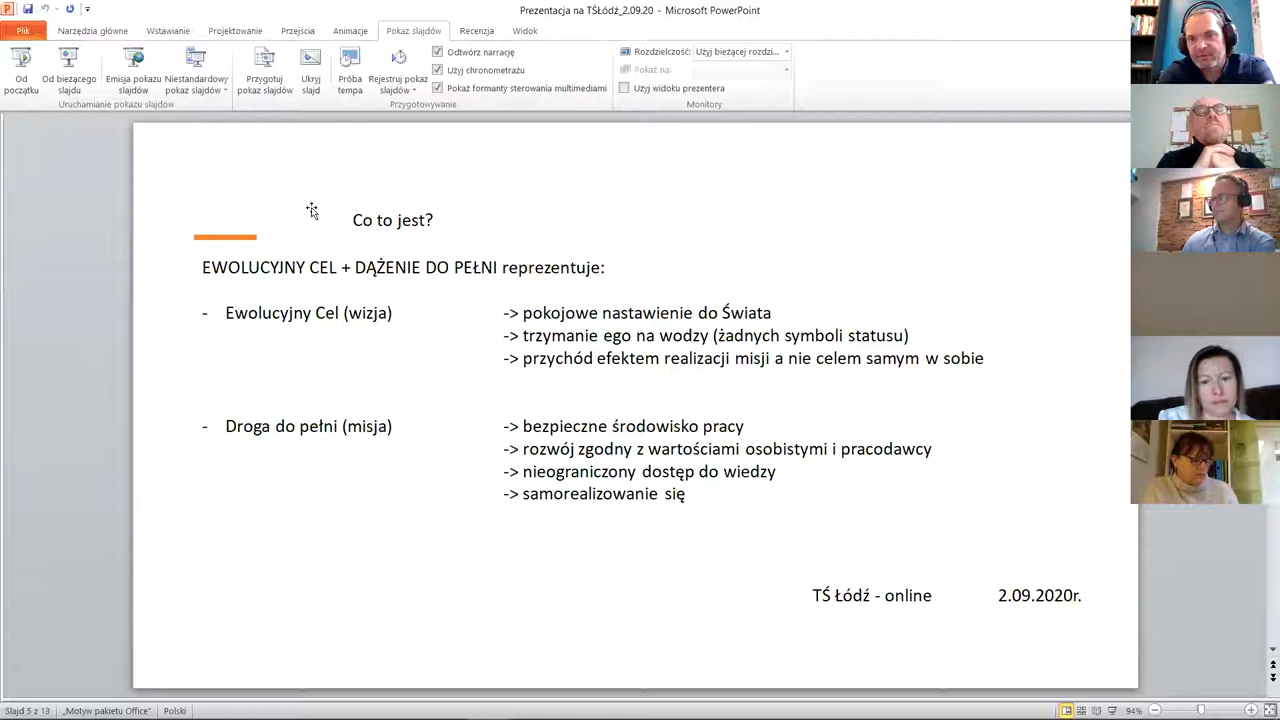 Prezentacja na TŚŁódź_2.09.20 - Microsoft PowerPoint
Plik Narzędzia główne Wstawianie Projektowanie Przejścia Animacje Pokaz slajdów Recenzja Widok
Od początku
Od bieżącego slajdu
Emisja pokazu slajdów
Niestandardowy pokaz slajdów
Uruchamianie pokazu slajdów
Przygotuj pokaz slajdów
Ukryj slajd
Próba tempa
Rejestruj pokaz slajdów
Odtwórz narrację
Użyj chronometrażu
Pokaż formanty sterowania multimediami
Przygotowywanie
Rozdzielczość: Użyj bieżącej rozdzi...
Pokaż na:
Użyj widoku prezentera
Monitory
Co to jest?
EWOLUCYJNY CEL + DĄŻENIE DO PEŁNI reprezentuje:
- Ewolucyjny Cel (wizja) -> pokojowe nastawienie do Świata
-> trzymanie ego na wodzy (żadnych symboli statusu)
-> przychód efektem realizacji misji a nie celem samym w sobie
- Droga do pełni (misja) -> bezpieczne środowisko pracy
-> rozwój zgodny z wartościami osobistymi i pracodawcy
-> nieograniczony dostęp do wiedzy
-> samorealizowanie się
TŚ Łódź - online 2.09.2020r.
Slajd 5 z 13 „Motyw pakietu Office” Polski 94%